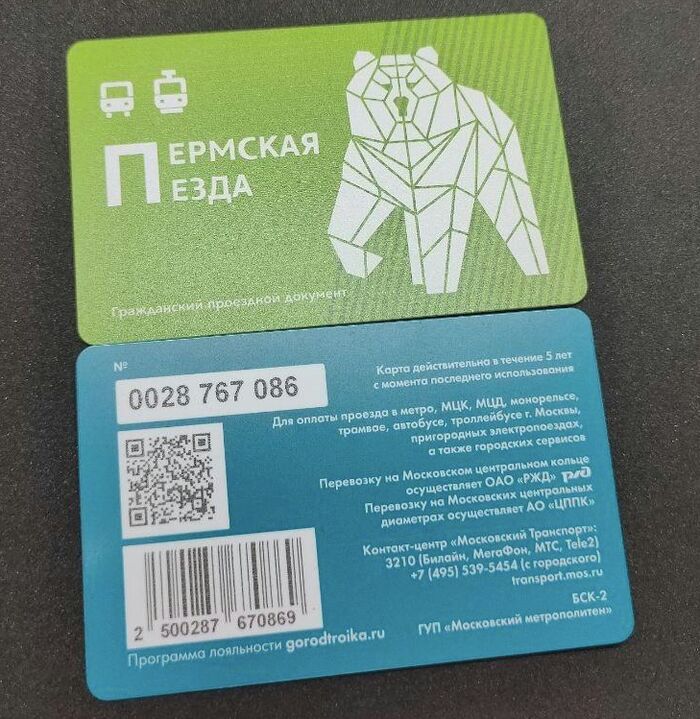 ПЕРМСКАЯ
ЕЗДА
Гражданский проездной документ
№
0028 767 086
Карта действительна в течение 5 лет
с момента последнего использования
Для оплаты проезда в метро, МЦК, МЦД, монорельсе,
трамвае, автобусе, троллейбусе г. Москвы,
пригородных электропоездах,
а также городских сервисов
Перевозку на Московском центральном кольце
осуществляет ОАО «РЖД» ржд
Перевозку на Московских центральных
диаметрах осуществляет АО «ЦППК»
Контакт-центр «Московский Транспорт»:
3210 (Билайн, МегаФон, МТС, Tele2)
+7 (495) 539-5454 (с городского)
transport.mos.ru
2 500287 670869
Программа лояльности gorodtroika.ru
БСК-2
ГУП «Московский метрополитен»